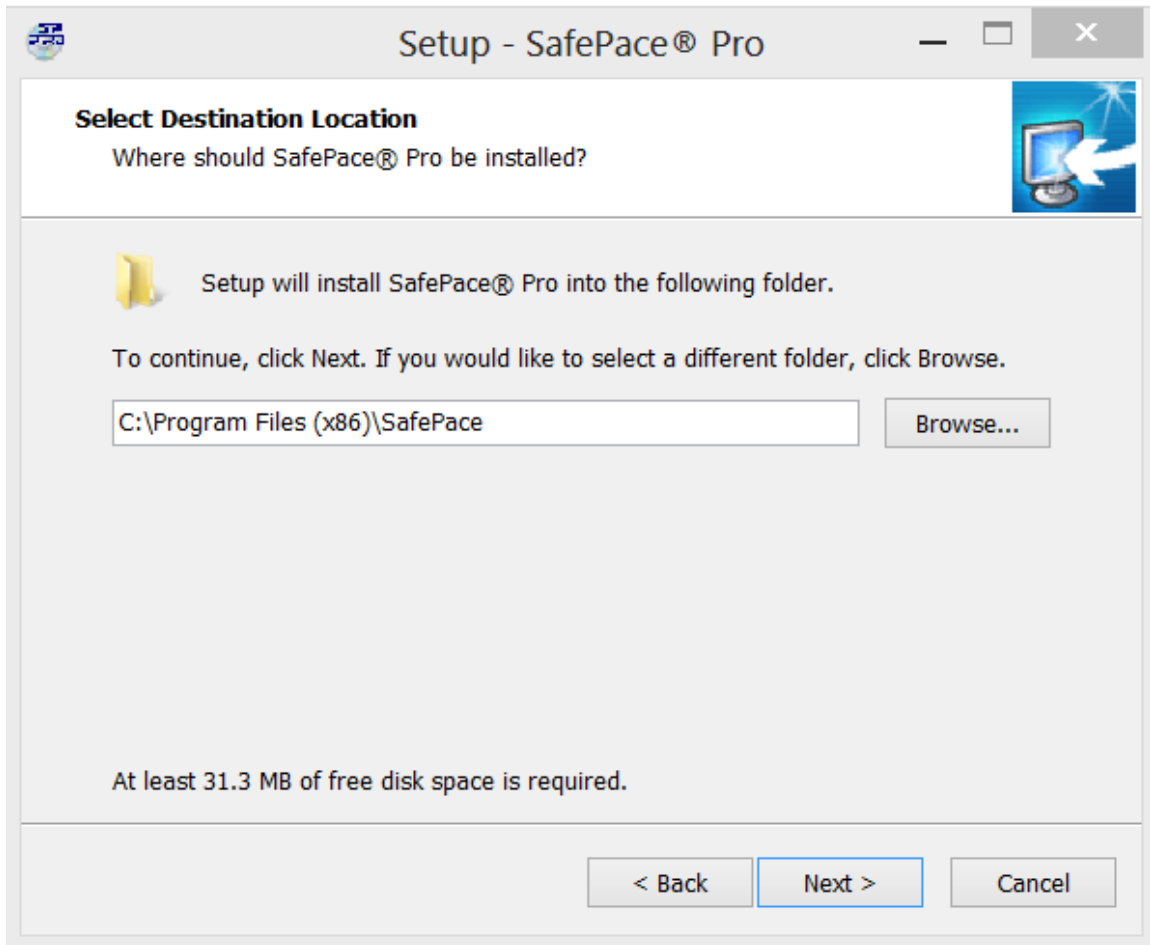 Setup - SafePace® Pro
Select Destination Location
Where should SafePace® Pro be installed?
Setup will install SafePace® Pro into the following folder.
To continue, click Next. If you would like to select a different folder, click Browse.
C:\Program Files (x86)\SafePace
Browse...
At least 31.3 MB of free disk space is required.
< Back
Next >
Cancel